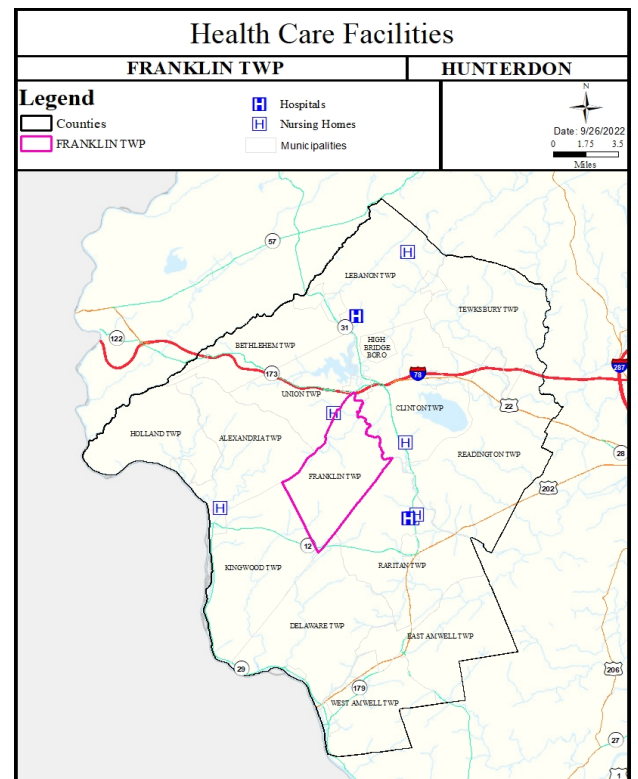 Health Care Facilities
FRANKLIN TWP HUNTERDON
Legend
Counties
FRANKLIN TWP
H Hospitals
H Nursing Homes
Municipalities
N
Date: 9/26/2022
0 1.75 3.5
Miles
57
H
LEBANON TWP
TEWKSBURY TWP
H
31
122
BETHLEHEM TWP
HIGH
BRIDGE
BORO
287
173
78
UNION TWP
CLINTON TWP
22
H
HOLLAND TWP
ALEXANDRIA TWP
H
READINGTON TWP
28
FRANKLIN TWP
202
H
H H
12
KINGWOOD TWP
RARITAN TWP
DELAWARE TWP
EAST AMWELL TWP
29
206
179
WEST AMWELL TWP
27
1